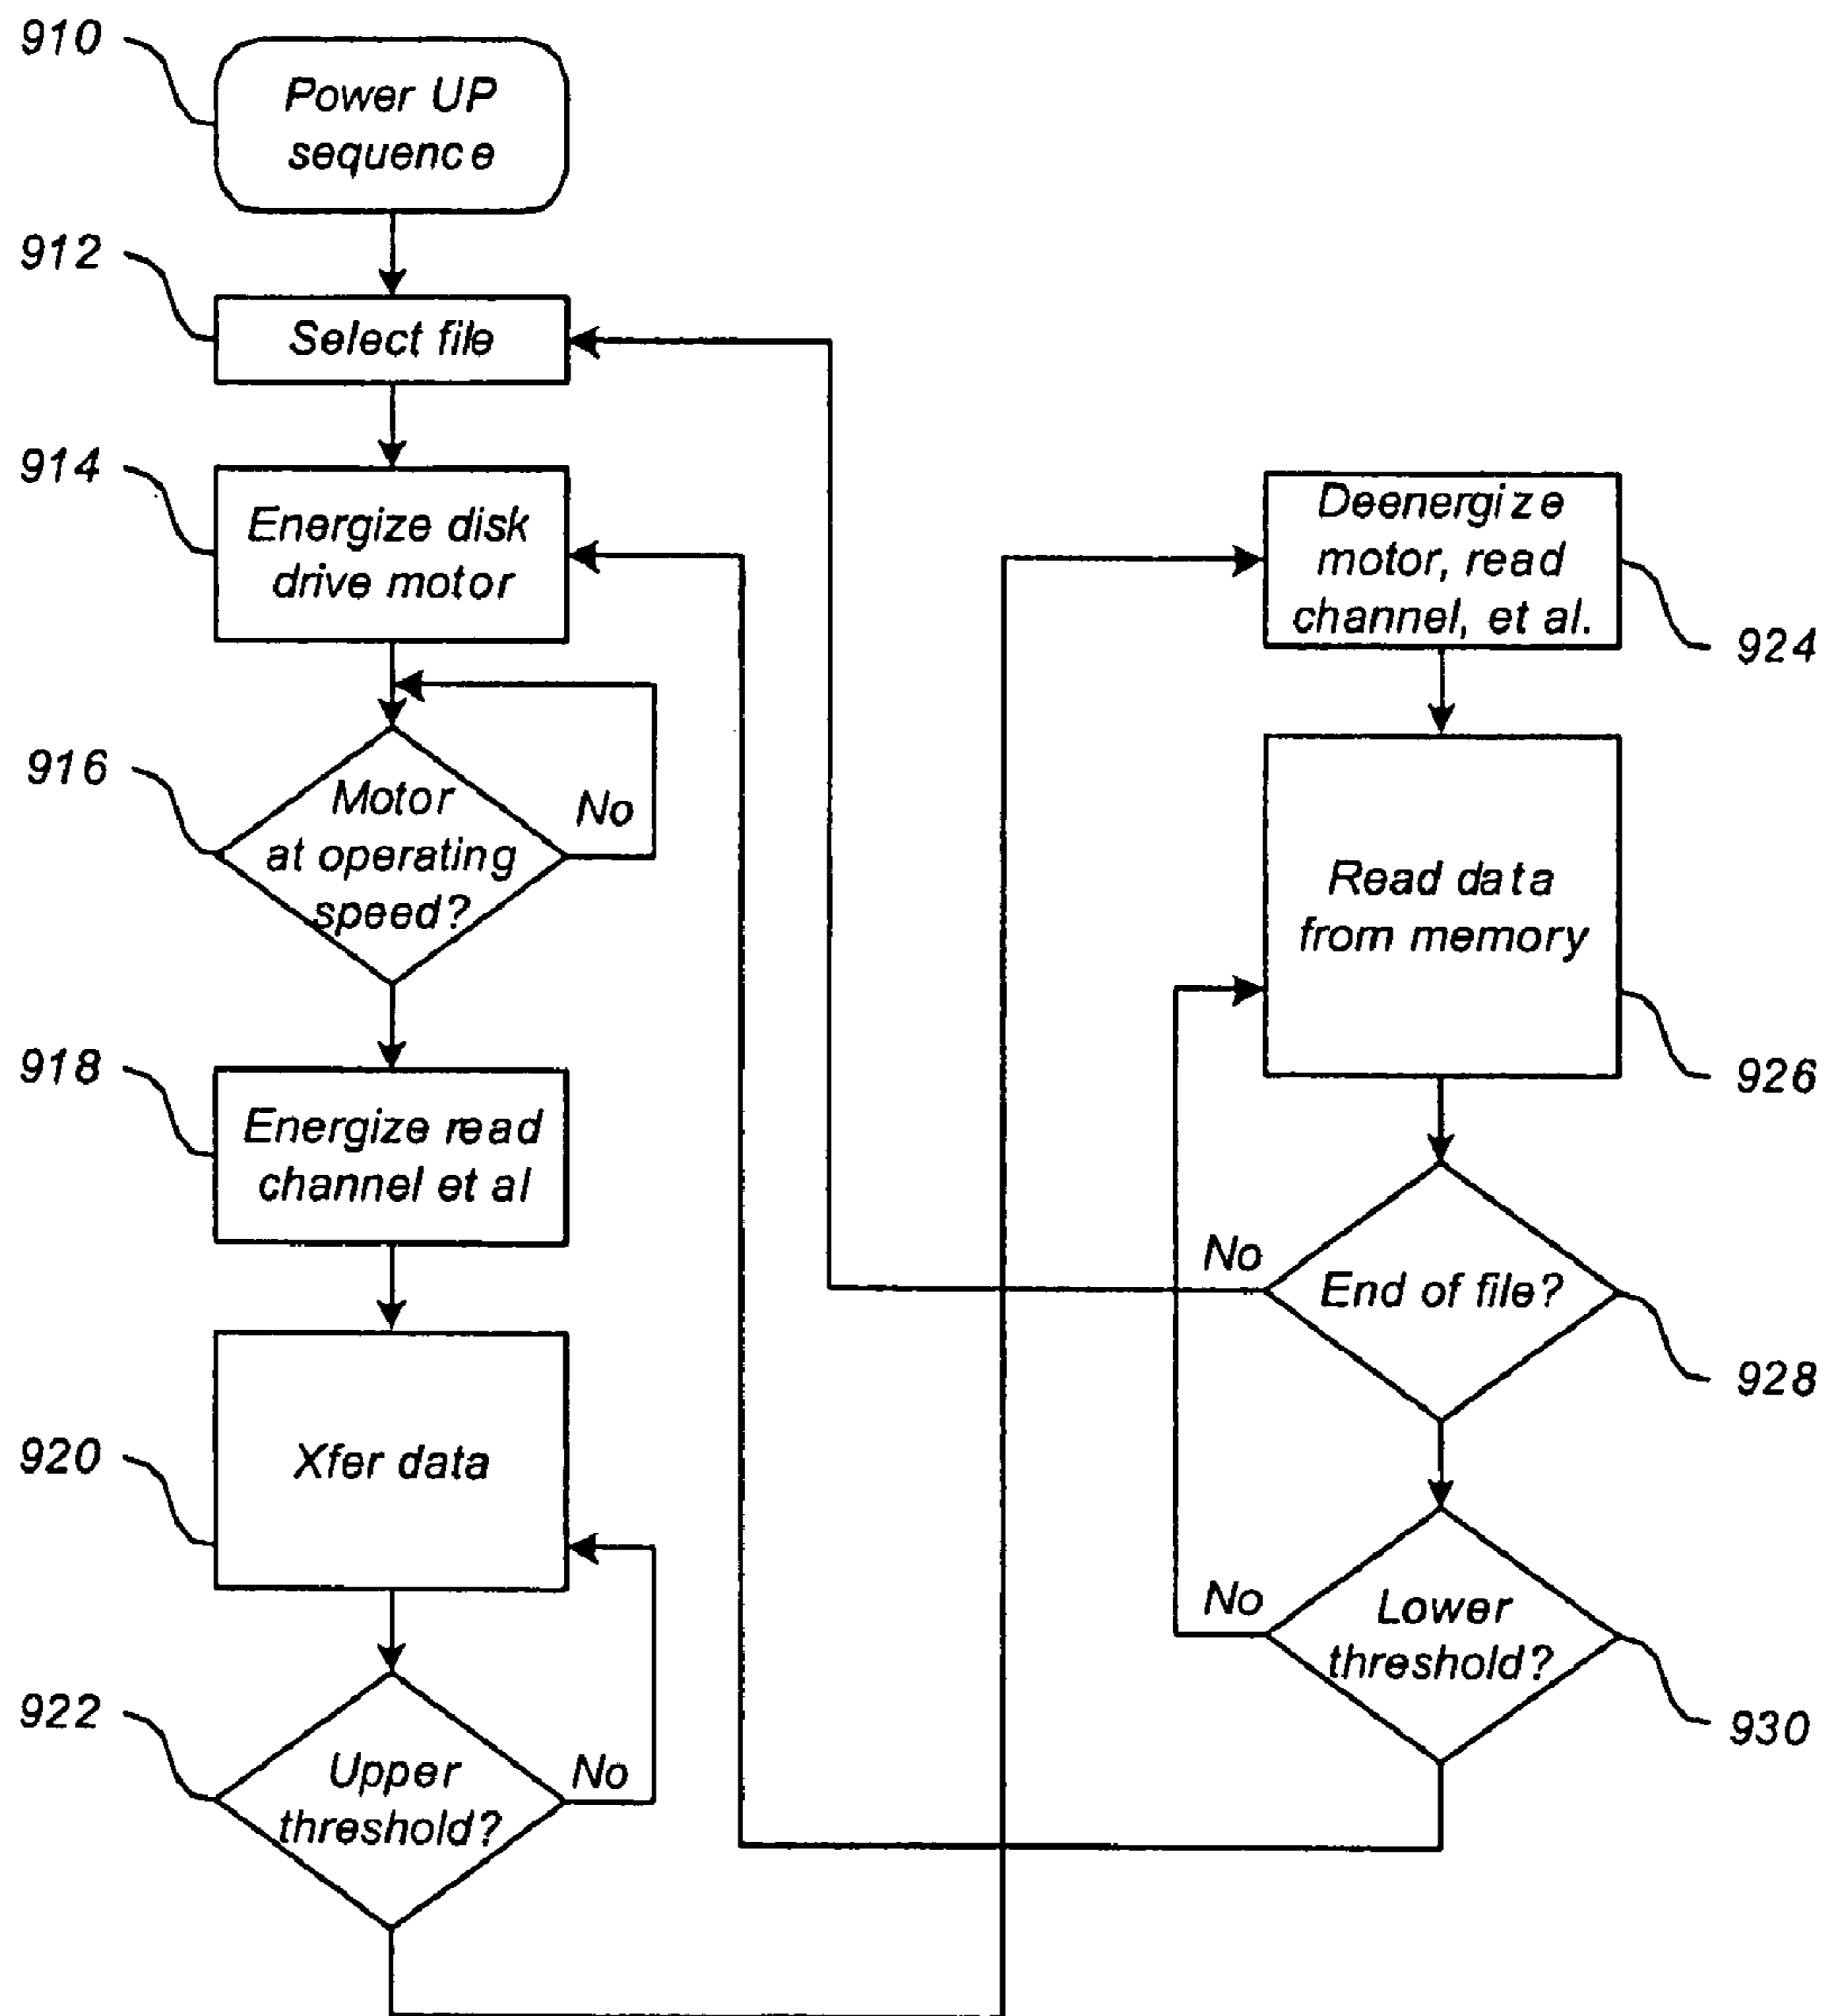 910
Power UP
sequence
912
Select file
914
Energize disk
drive motor
916
Motor
at operating
speed?
No
918
Energize read
channel et al
920
Xfer data
922
Upper
threshold?
No
Deenergize
motor, read
channel, et al.
924
Read data
from memory
926
No
End of file?
928
No
Lower
threshold?
930